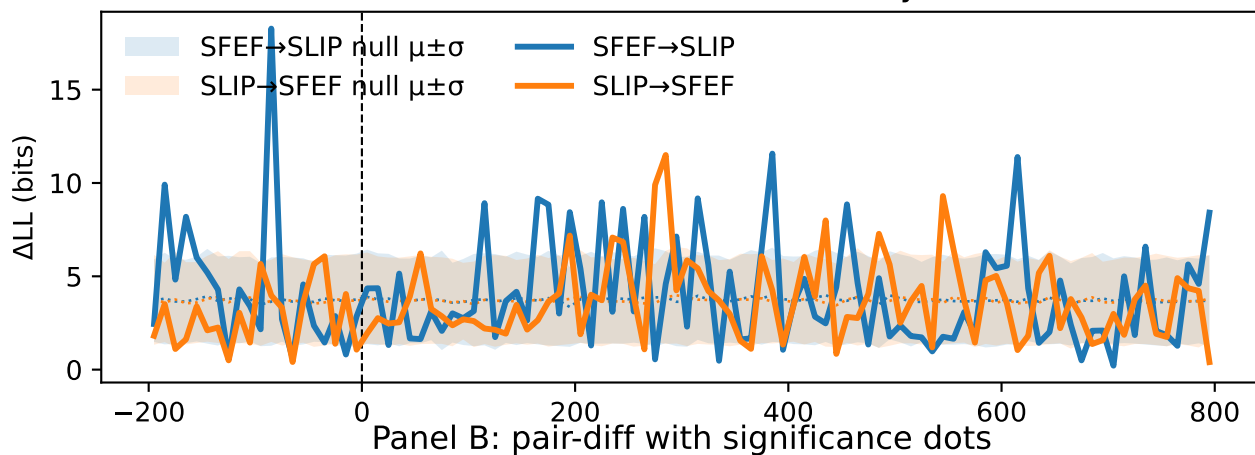 SFEF→SLIP null μ±σ
SLIP→SFEF null μ±σ
SFEF→SLIP
SLIP→SFEF
ΔLL (bits)
15
10
5
0
−200 0 200 400 600 800
Panel B: pair-diff with significance dots